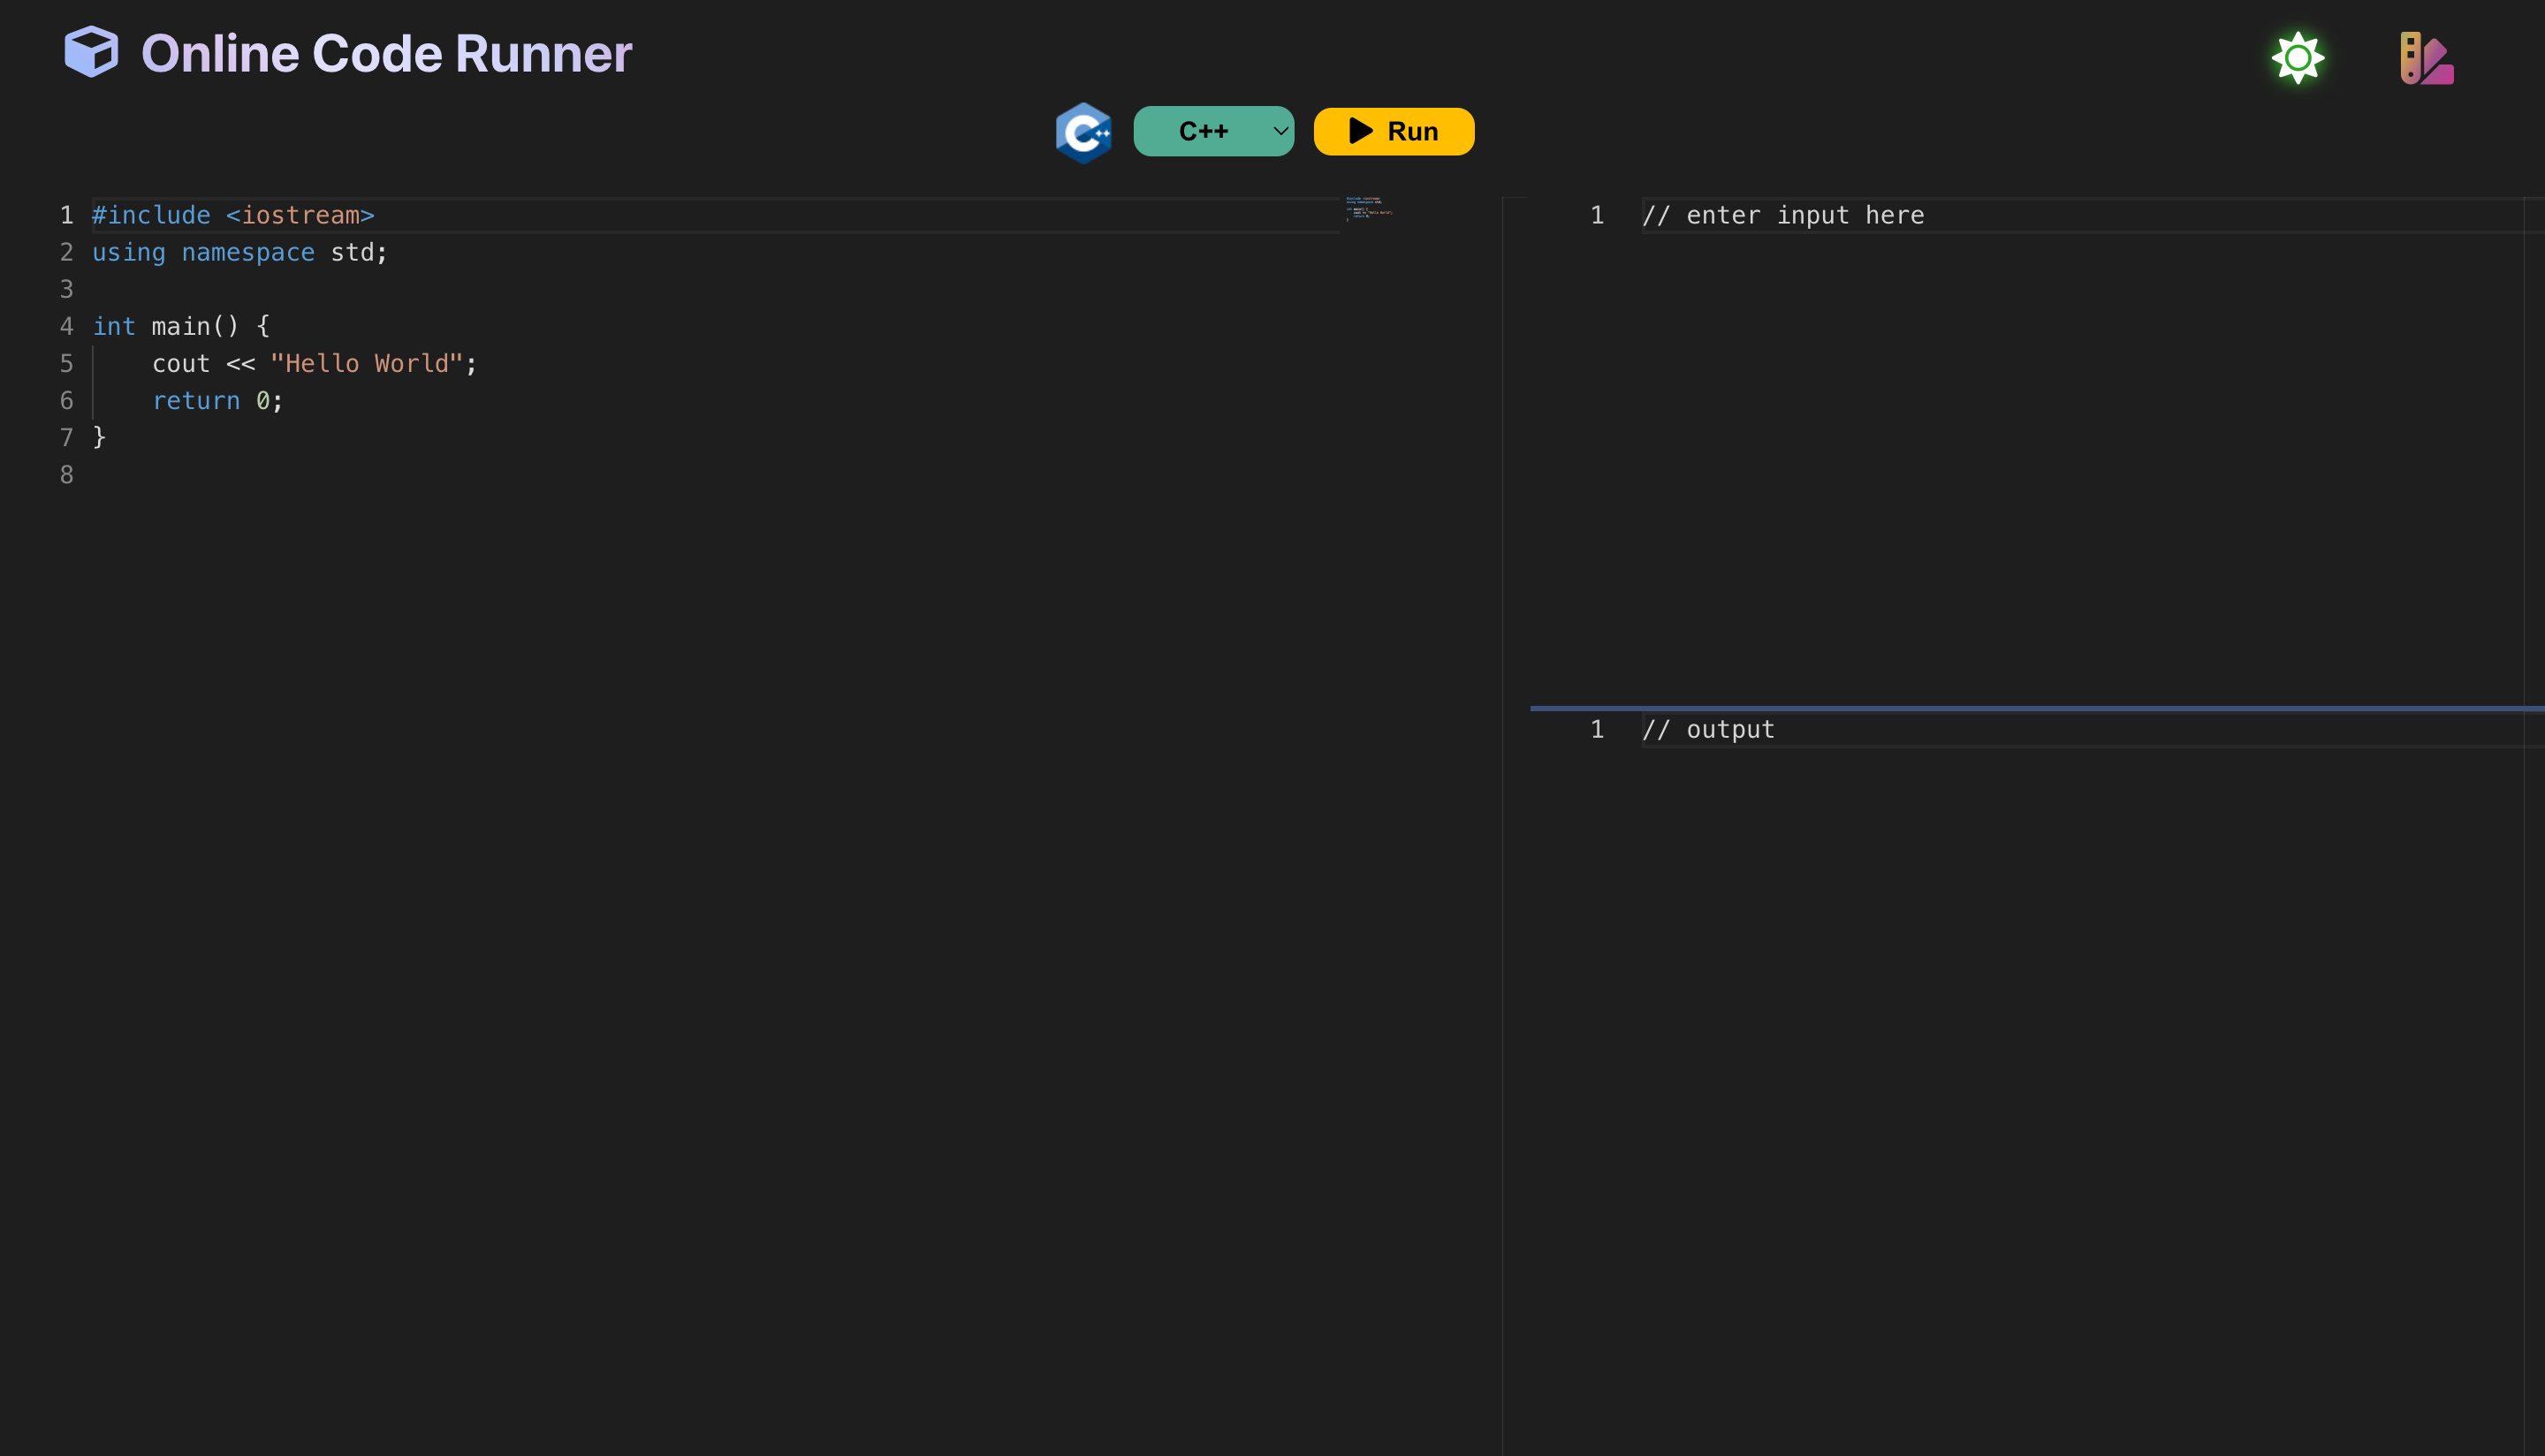 Online Code Runner
C++
Run
1 #include <iostream>
2 using namespace std;
3
4 int main() {
5     cout << "Hello World";
6     return 0;
7 }
8
1 // enter input here
1 // output